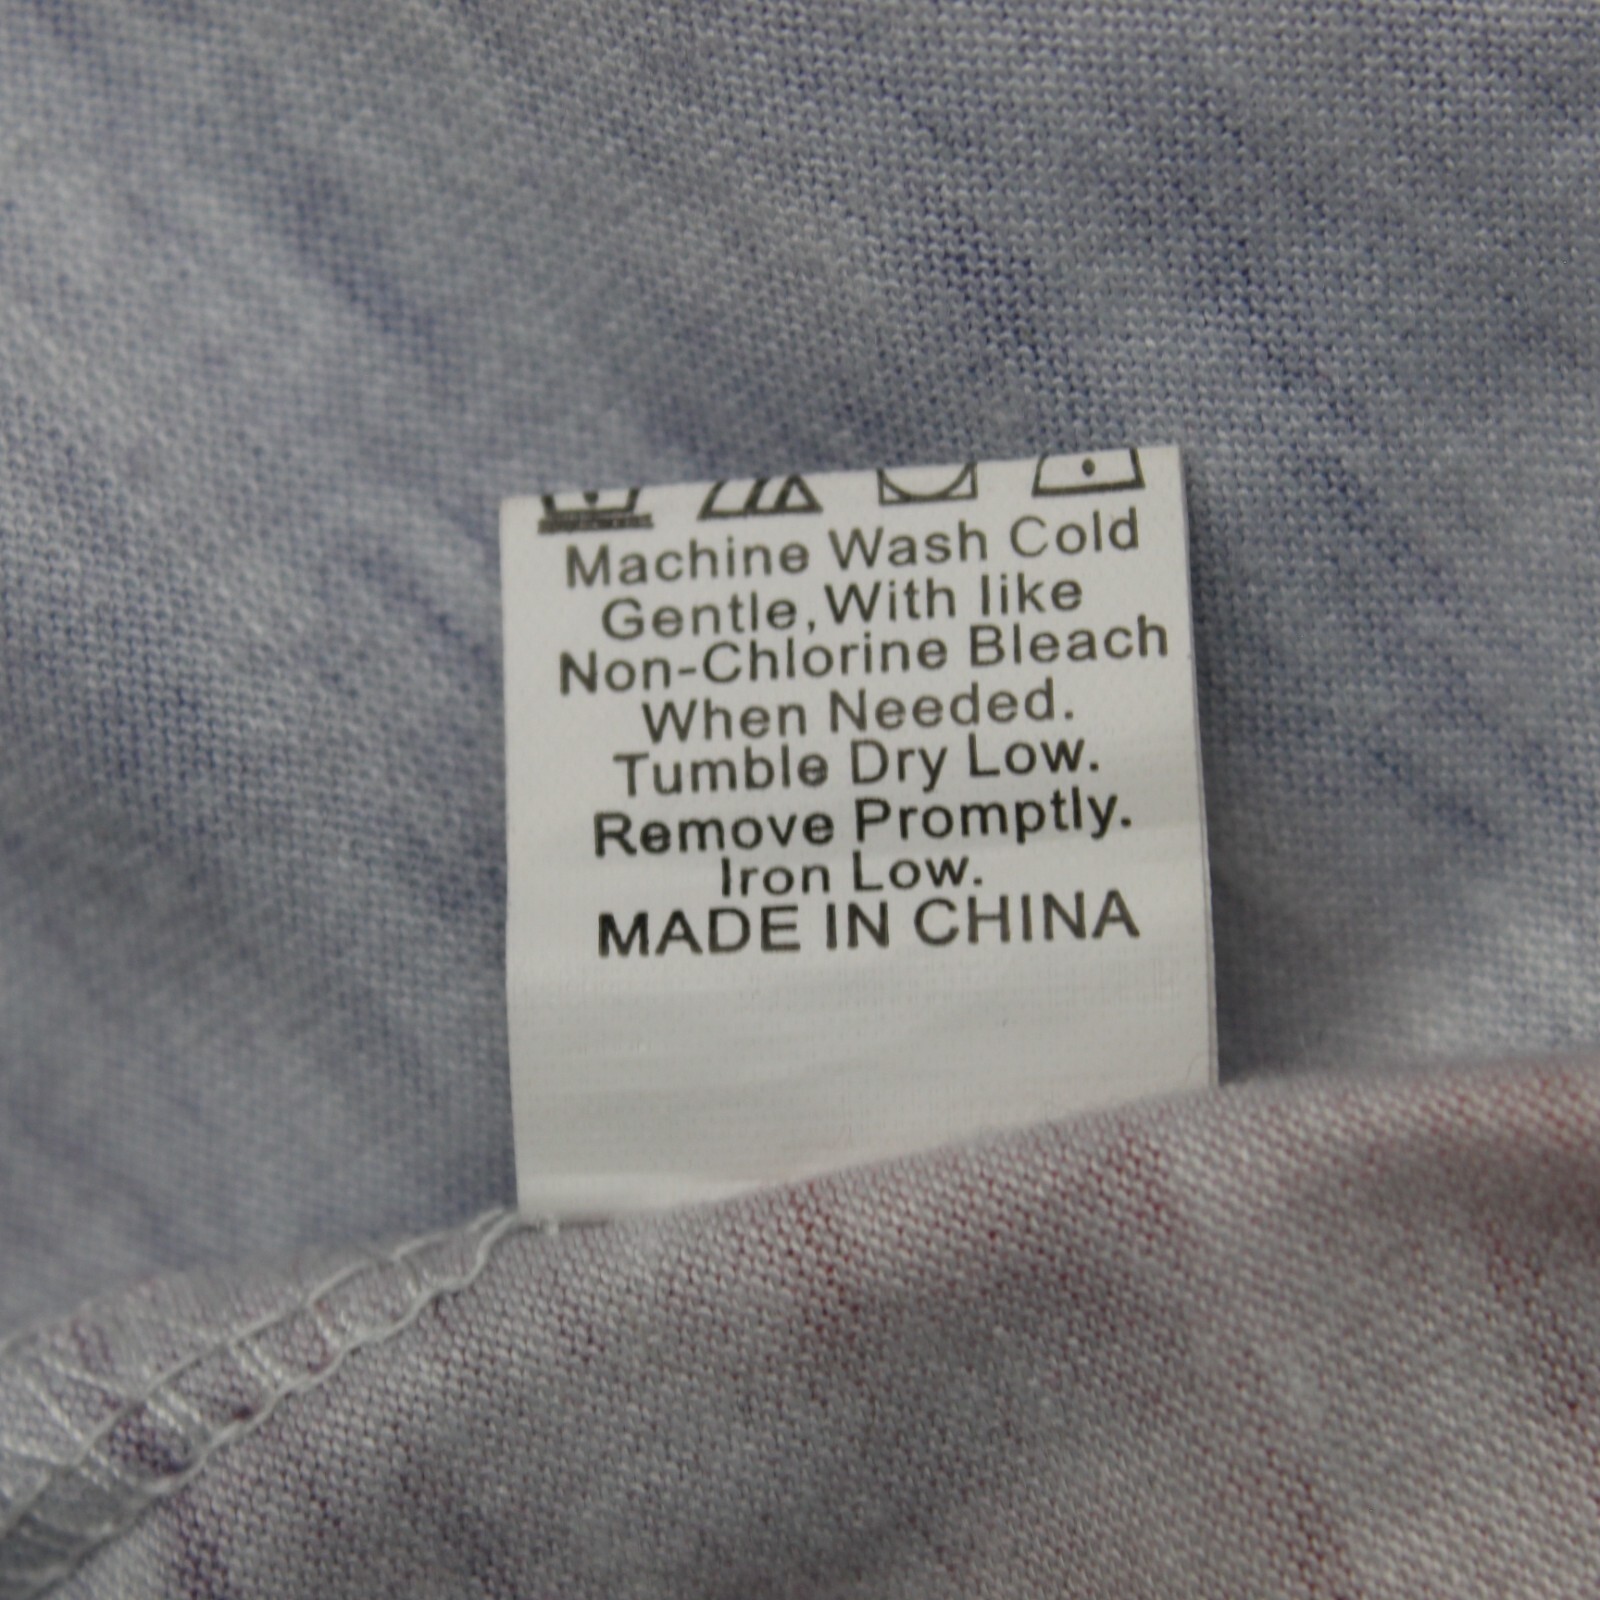 Machine Wash Cold
Gentle,With like
Non-Chlorine Bleach
When Needed.
Tumble Dry Low.
Remove Promptly.
Iron Low.
MADE IN CHINA